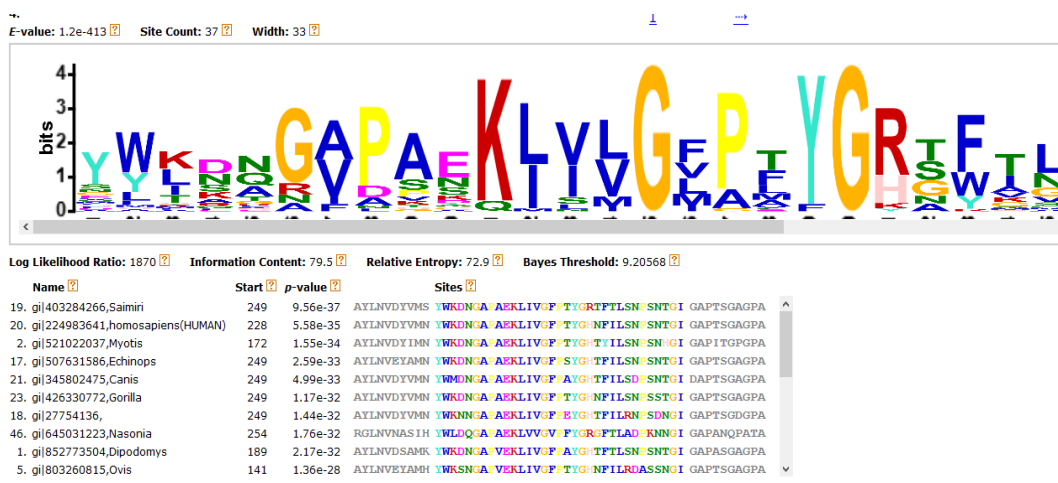 E-value: 1.2e-413 ? Site Count: 37 ? Width: 33 ?
bits
4
3
2
1
0
Log Likelihood Ratio: 1870 ? Information Content: 79.5 ? Relative Entropy: 72.9 ? Bayes Threshold: 9.20568 ?
Name ? Start ? p-value ? Sites ?
19. gi|403284266,Saimiri 249 9.56e-37 AYLNVDYVMS YWKDNGAPAEKLIVGFPTYGRTFTLSNPSNTGI GAPTSGAGPA
20. gi|224983641,homosapiens(HUMAN) 228 5.58e-35 AYLNVDYVMN YWKDNGAPAEKLIVGFPTYGHNFILSNPSNTGI GAPTSGAGPA
2. gi|521022037,Myotis 172 1.55e-34 AYLNVDYIMN YWKDNGAPAEKLIVGFPTYGHTYILSNPSNHGI GAPITGPGPA
17. gi|507631586,Echinops 249 2.59e-33 AYLNVEYAMN YWKDNGAPAEKLIVGFPSYGHTFILSNPSNTGI GAPTSGAGPA
21. gi|345802475,Canis 249 4.99e-33 AYLNVDYVMN YWMDNGAPAEKLIVGFPAYGHTFILSDPSNTGI DAPTSGAGPA
23. gi|426330772,Gorilla 249 1.17e-32 AYLNVDYVMN YWKDNGAPAEKLIVGFPTYGHNFILSNPSSTGI GAPTSGAGPA
18. gi|27754136, 249 1.44e-32 AYLNVDYVMN YWKNNGAPAEKLIVGFPEYGHTFILRNPSDNGI GAPTSGDGPA
46. gi|645031223,Nasonia 254 1.76e-32 RGLNVNASIH YWLDQGAPAEKLVVGVPFYGRGFTLADPKNNGI GAPANQPATA
1. gi|852773504,Dipodomys 189 2.17e-32 AYLNVDSAMK YWKDNGAPVEKLIVGFPAYGHTFTLSNPSNTGI GAPASGAGPA
5. gi|803260815,Ovis 141 1.36e-28 AYLNVEYAMH YWKSNGAPVEKLIVGFPTYGHNFILRDASSNGI GAPTSGAGPA